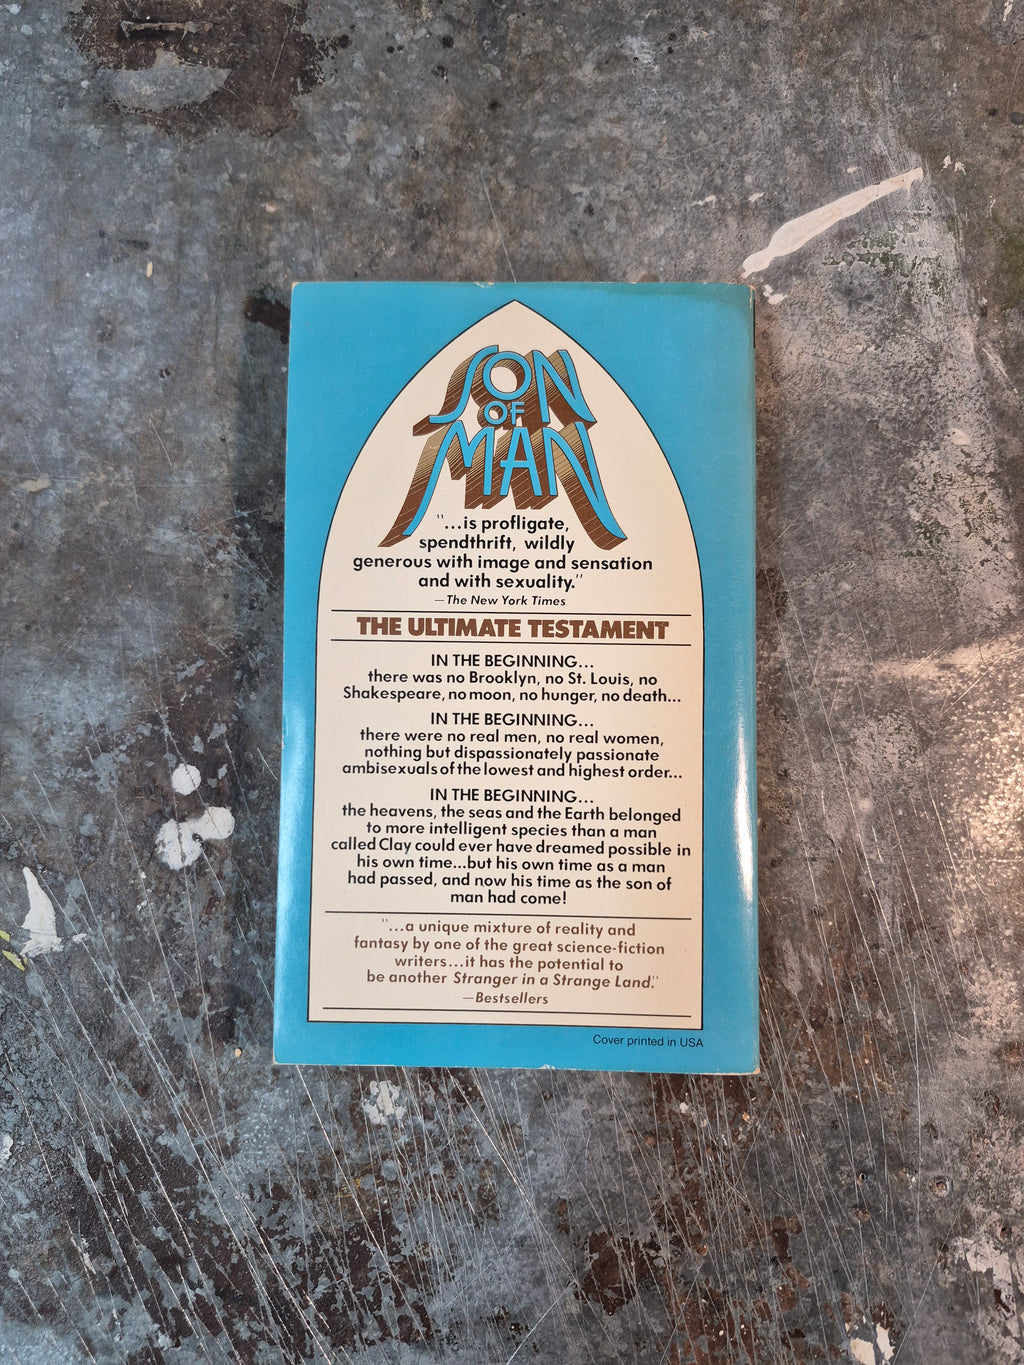 SON
OF
MAN
"...is profligate,
spendthrift, wildly
generous with image and sensation
and with sexuality."
—The New York Times
THE ULTIMATE TESTAMENT
IN THE BEGINNING...
there was no Brooklyn, no St. Louis, no
Shakespeare, no moon, no hunger, no death...
IN THE BEGINNING...
there were no real men, no real women,
nothing but dispassionately passionate
ambisexuals of the lowest and highest order...
IN THE BEGINNING...
the heavens, the seas and the Earth belonged
to more intelligent species than a man
called Clay could ever have dreamed possible in
his own time...but his own time as a man
had passed, and now his time as the son of
man had come!
"...a unique mixture of reality and
fantasy by one of the great science-fiction
writers...it has the potential to
be another Stranger in a Strange Land."
—Bestsellers
Cover printed in USA